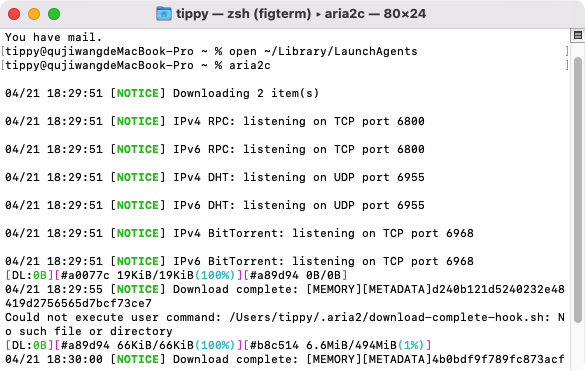 tippy — zsh (figterm) ▸ aria2c — 80×24
You have mail.
[tippy@qujiwangdeMacBook-Pro ~ % open ~/Library/LaunchAgents ]
[tippy@qujiwangdeMacBook-Pro ~ % aria2c ]
04/21 18:29:51 [NOTICE] Downloading 2 item(s)
04/21 18:29:51 [NOTICE] IPv4 RPC: listening on TCP port 6800
04/21 18:29:51 [NOTICE] IPv6 RPC: listening on TCP port 6800
04/21 18:29:51 [NOTICE] IPv4 DHT: listening on UDP port 6955
04/21 18:29:51 [NOTICE] IPv6 DHT: listening on UDP port 6955
04/21 18:29:51 [NOTICE] IPv4 BitTorrent: listening on TCP port 6968
04/21 18:29:51 [NOTICE] IPv6 BitTorrent: listening on TCP port 6968
[DL:0B][#a0077c 19KiB/19KiB(100%)][#a89d94 0B/0B]
04/21 18:29:55 [NOTICE] Download complete: [MEMORY][METADATA]d240b121d5240232e48
419d2756565d7bcf73ce7
Could not execute user command: /Users/tippy/.aria2/download-complete-hook.sh: N
o such file or directory
[DL:0B][#a89d94 66KiB/66KiB(100%)][#b8c514 6.6MiB/494MiB(1%)]
04/21 18:30:00 [NOTICE] Download complete: [MEMORY][METADATA]4b0bdf9f789fc873acf